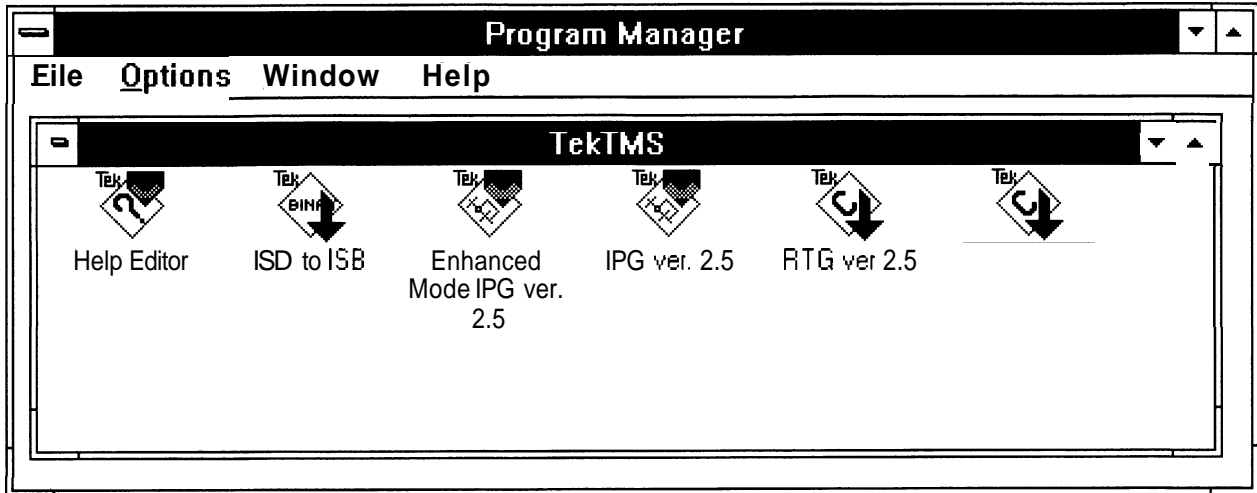 Program Manager
Eile Options Window Help
TekTMS
Tek Tek Tek Tek Tek Tek
?
Help Editor ISD to ISB Enhanced IPG ver. 2.5 RTG ver 2.5
Mode IPG ver.
2.5